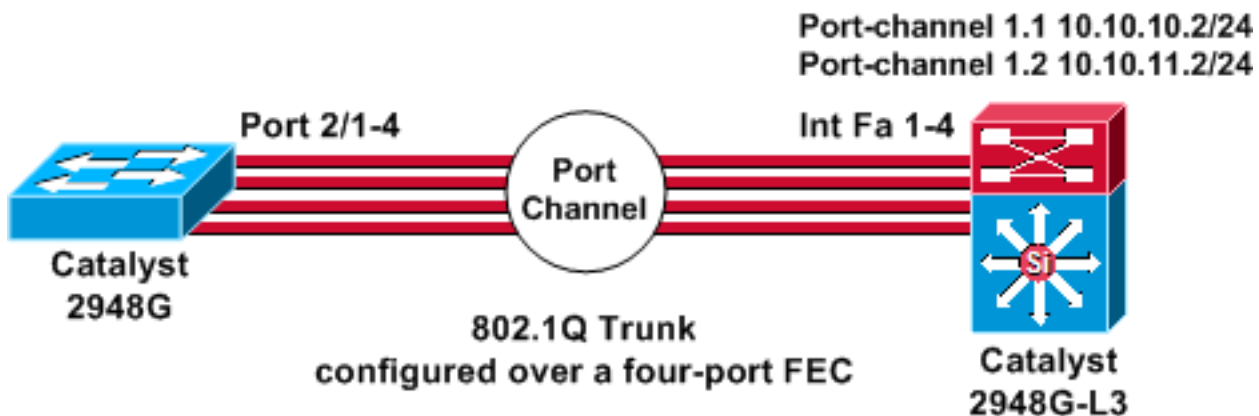 Port-channel 1.1 10.10.10.2/24
Port-channel 1.2 10.10.11.2/24
Port 2/1-4
Int Fa 1-4
Port
Channel
Si
Catalyst
2948G
802.1Q Trunk
configured over a four-port FEC
Catalyst
2948G-L3